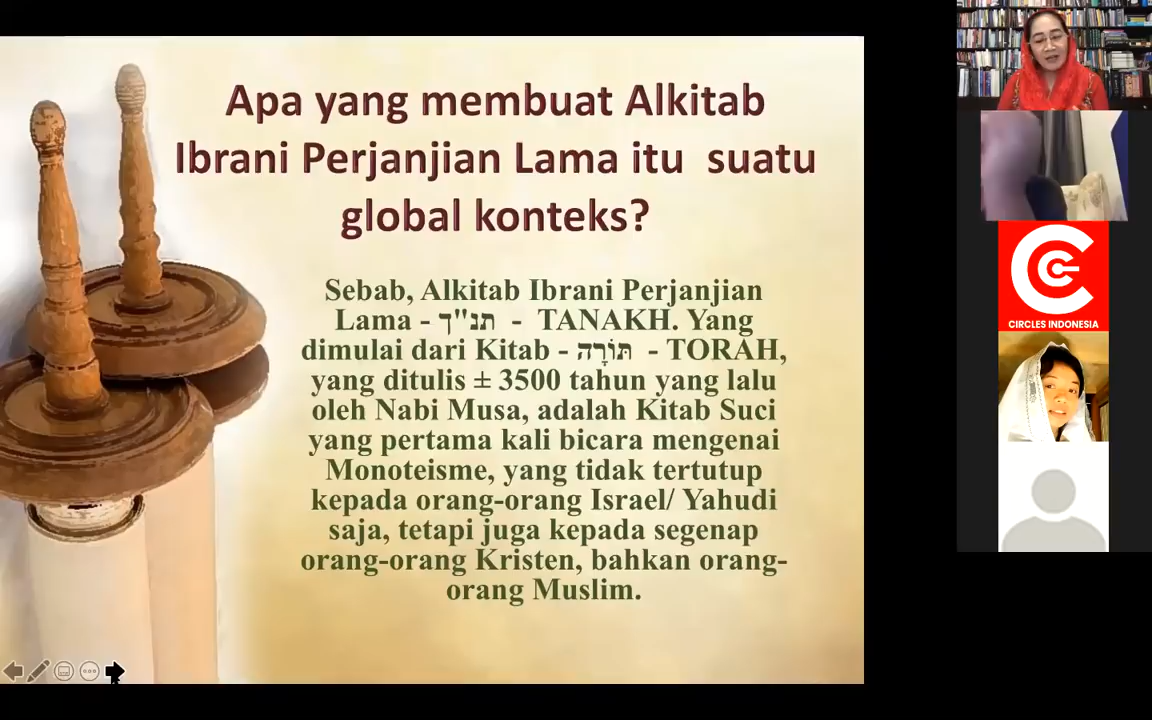 Apa yang membuat Alkitab
Ibrani Perjanjian Lama itu suatu
global konteks?
Sebab, Alkitab Ibrani Perjanjian
Lama - תנ"ך - TANAKH. Yang
dimulai dari Kitab - תּוֹרָה - TORAH,
yang ditulis ± 3500 tahun yang lalu
oleh Nabi Musa, adalah Kitab Suci
yang pertama kali bicara mengenai
Monoteisme, yang tidak tertutup
kepada orang-orang Israel/ Yahudi
saja, tetapi juga kepada segenap
orang-orang Kristen, bahkan orang-
orang Muslim.
CIRCLES INDONESIA